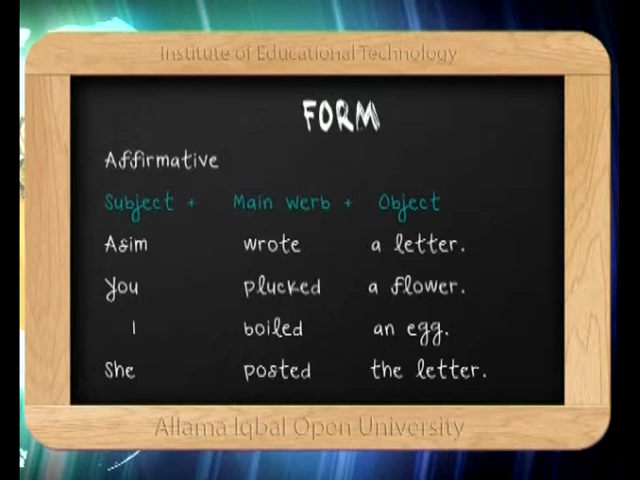 Institute of Educational Technology
FORM
Affirmative
Subject + Main Werb + Object
Asim wrote a letter.
You plucked a flower.
I boiled an egg.
She posted the letter.
Allama Iqbal Open University